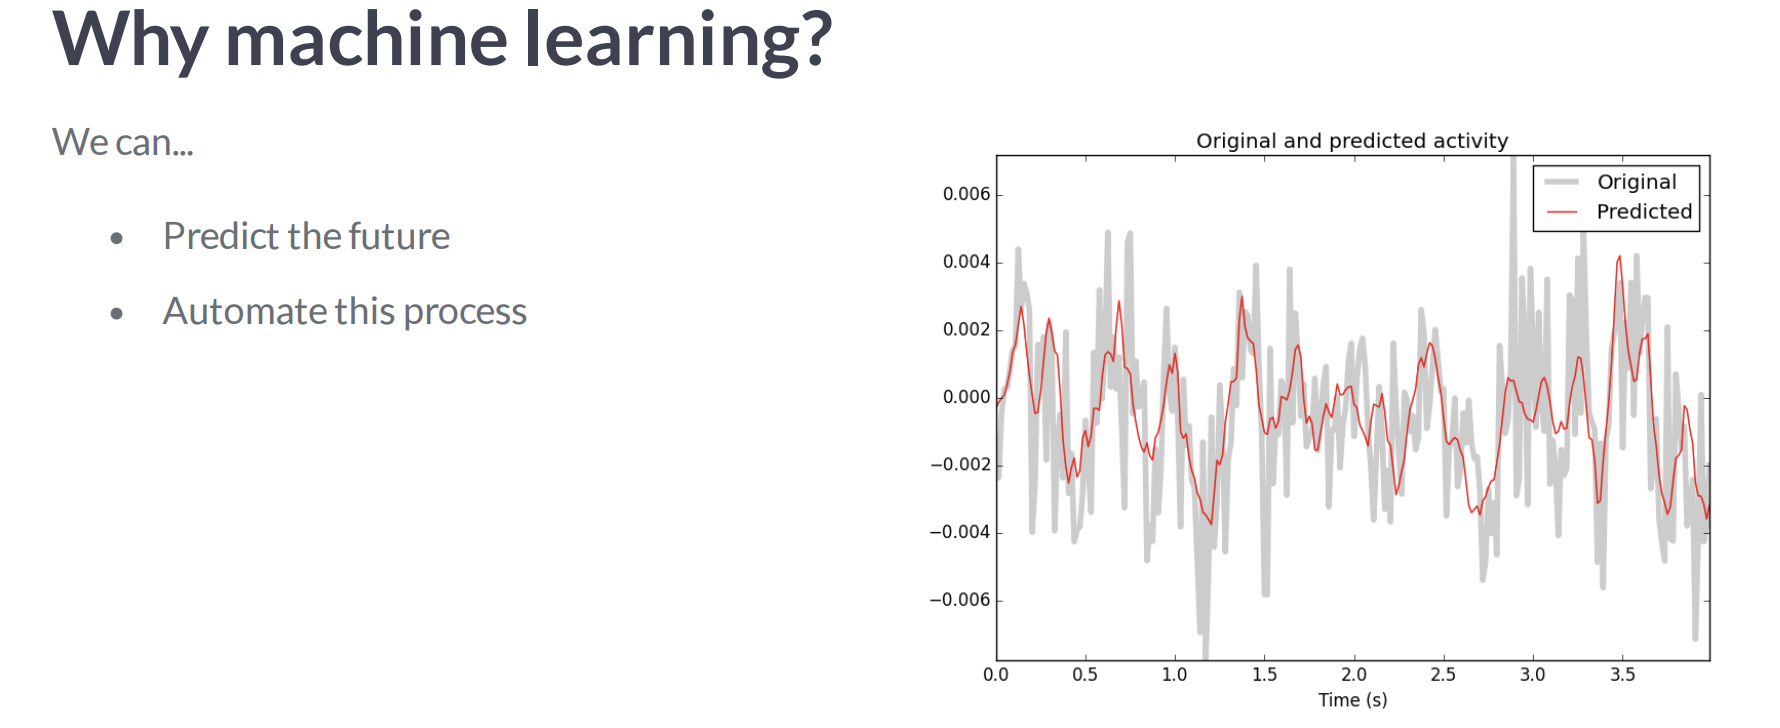 Why machine learning?
We can...
• Predict the future
• Automate this process
Original and predicted activity
Original
Predicted
0.006
0.004
0.002
0.000
−0.002
−0.004
−0.006
0.0 0.5 1.0 1.5 2.0 2.5 3.0 3.5
Time (s)